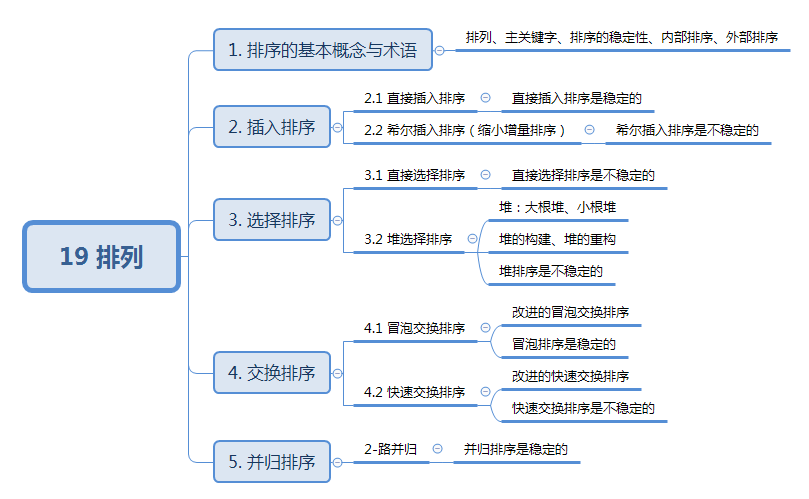 19 排列
1. 排序的基本概念与术语
排列、主关键字、排序的稳定性、内部排序、外部排序
2. 插入排序
2.1 直接插入排序
直接插入排序是稳定的
2.2 希尔插入排序（缩小增量排序）
希尔插入排序是不稳定的
3. 选择排序
3.1 直接选择排序
直接选择排序是不稳定的
3.2 堆选择排序
堆：大根堆、小根堆
堆的构建、堆的重构
堆排序是不稳定的
4. 交换排序
4.1 冒泡交换排序
改进的冒泡交换排序
冒泡排序是稳定的
4.2 快速交换排序
改进的快速交换排序
快速交换排序是不稳定的
5. 并归排序
2-路并归
并归排序是稳定的